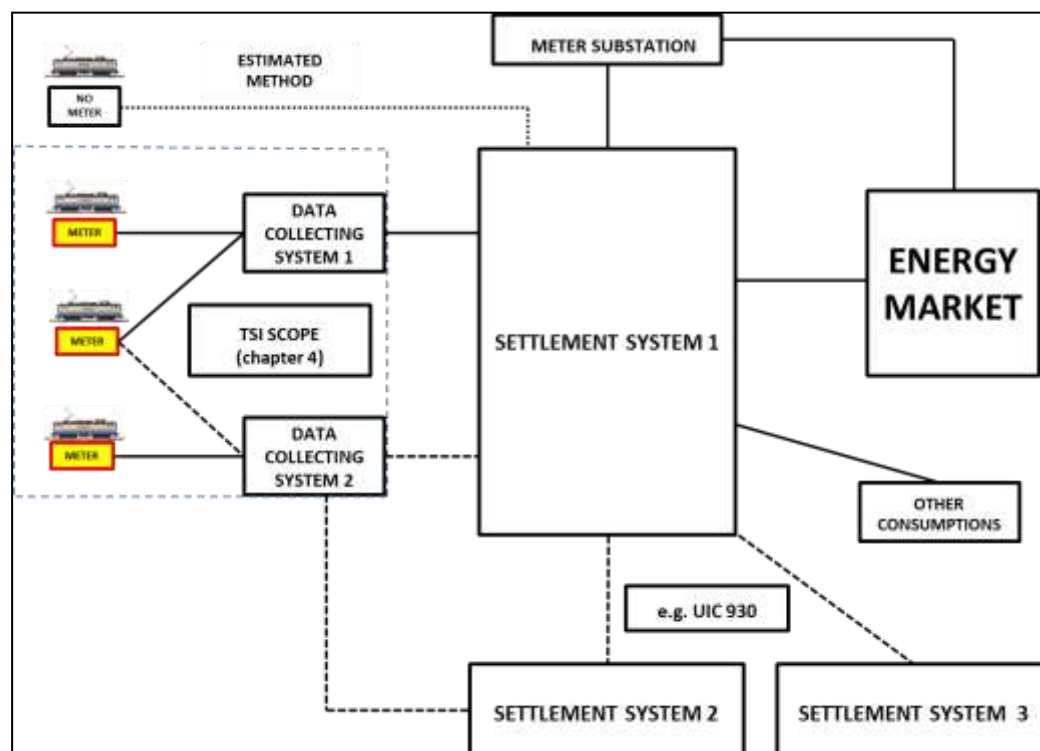 METER SUBSTATION
ESTIMATED
METHOD
NO
METER
METER
DATA
COLLECTING
SYSTEM 1
ENERGY
MARKET
METER
TSI SCOPE
(chapter 4)
SETTLEMENT SYSTEM 1
METER
DATA
COLLECTING
SYSTEM 2
OTHER
CONSUMPTIONS
e.g. UIC 930
SETTLEMENT SYSTEM 2
SETTLEMENT SYSTEM 3